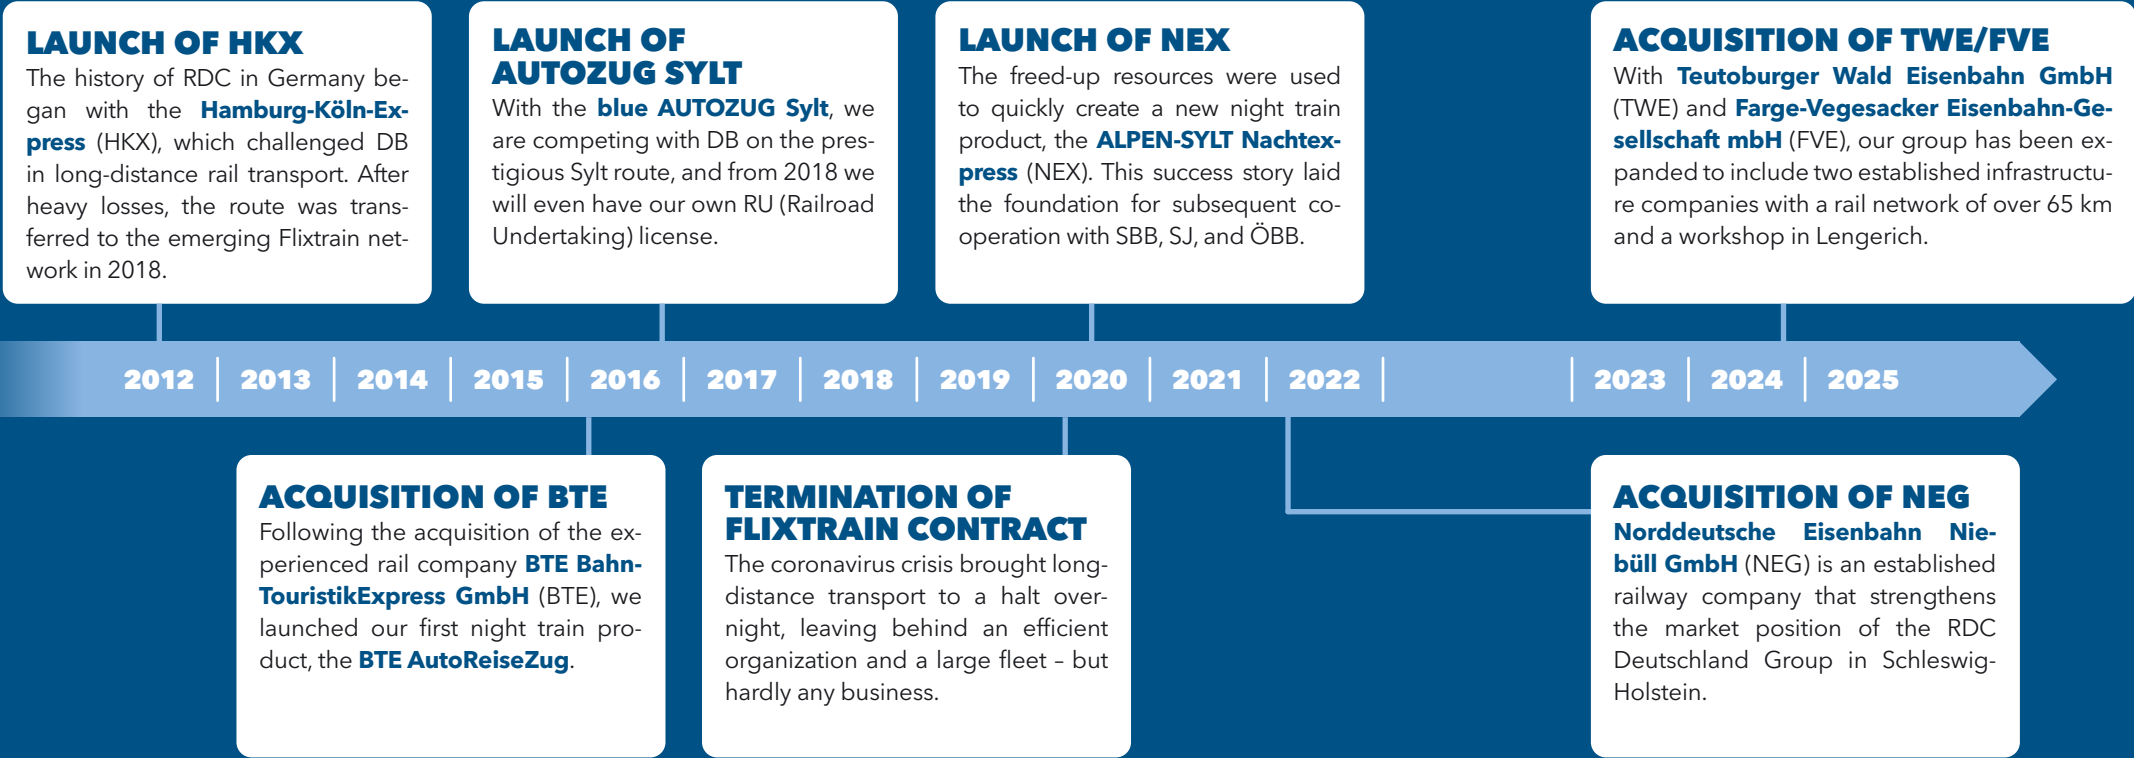 LAUNCH OF HKX
The history of RDC in Germany be-
gan with the Hamburg-Köln-Ex-
press (HKX), which challenged DB
in long-distance rail transport. After
heavy losses, the route was trans-
ferred to the emerging Flixtrain net-
work in 2018.
LAUNCH OF
AUTOZUG SYLT
With the blue AUTOZUG Sylt, we
are competing with DB on the pres-
tigious Sylt route, and from 2018 we
will even have our own RU (Railroad
Undertaking) license.
LAUNCH OF NEX
The freed-up resources were used
to quickly create a new night train
product, the ALPEN-SYLT Nachtex-
press (NEX). This success story laid
the foundation for subsequent co-
operation with SBB, SJ, and ÖBB.
ACQUISITION OF TWE/FVE
With Teutoburger Wald Eisenbahn GmbH
(TWE) and Farge-Vegesacker Eisenbahn-Ge-
sellschaft mbH (FVE), our group has been ex-
panded to include two established infrastructu-
re companies with a rail network of over 65 km
and a workshop in Lengerich.
2012 2013 2014 2015 2016 2017 2018 2019 2020 2021 2022 2023 2024 2025
ACQUISITION OF BTE
Following the acquisition of the ex-
perienced rail company BTE Bahn-
TouristikExpress GmbH (BTE), we
launched our first night train pro-
duct, the BTE AutoReiseZug.
TERMINATION OF
FLIXTRAIN CONTRACT
The coronavirus crisis brought long-
distance transport to a halt over-
night, leaving behind an efficient
organization and a large fleet – but
hardly any business.
ACQUISITION OF NEG
Norddeutsche Eisenbahn Nie-
büll GmbH (NEG) is an established
railway company that strengthens
the market position of the RDC
Deutschland Group in Schleswig-
Holstein.